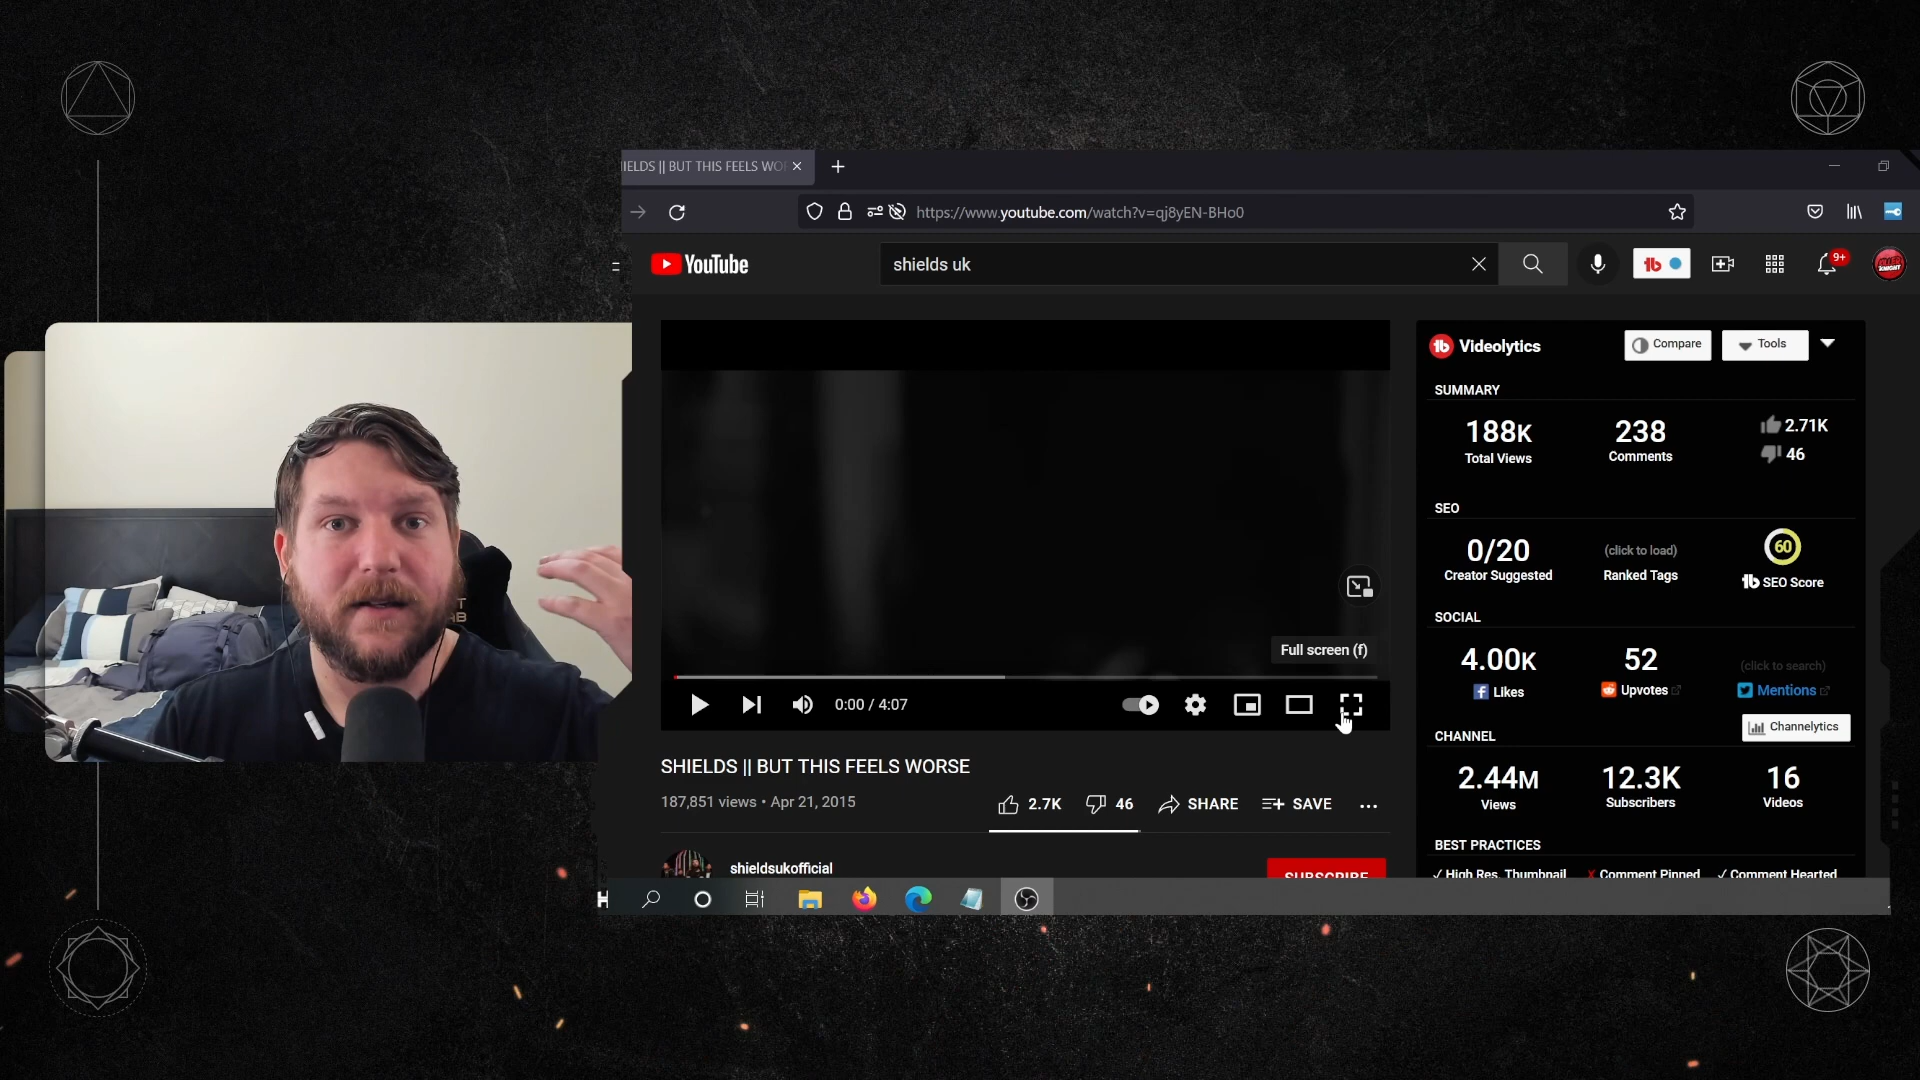 IELDS || BUT THIS FEELS WO
https://www.youtube.com/watch?v=qj8yEN-BHo0
YouTube
shields uk
9+
Videolytics
Compare
Tools
SUMMARY
188K
Total Views
238
Comments
2.71K
46
SEO
0/20
Creator Suggested
(click to load)
Ranked Tags
60
SEO Score
SOCIAL
4.00K
Likes
52
Upvotes
(click to search)
Mentions
Channelytics
CHANNEL
2.44M
Views
12.3K
Subscribers
16
Videos
BEST PRACTICES
✓ High Res. Thumbnail
✗ Comment Pinned
✓ Comment Hearted
Full screen (f)
0:00 / 4:07
SHIELDS || BUT THIS FEELS WORSE
187,851 views • Apr 21, 2015
2.7K
46
SHARE
SAVE
shieldsukofficial
SUBSCRIBE